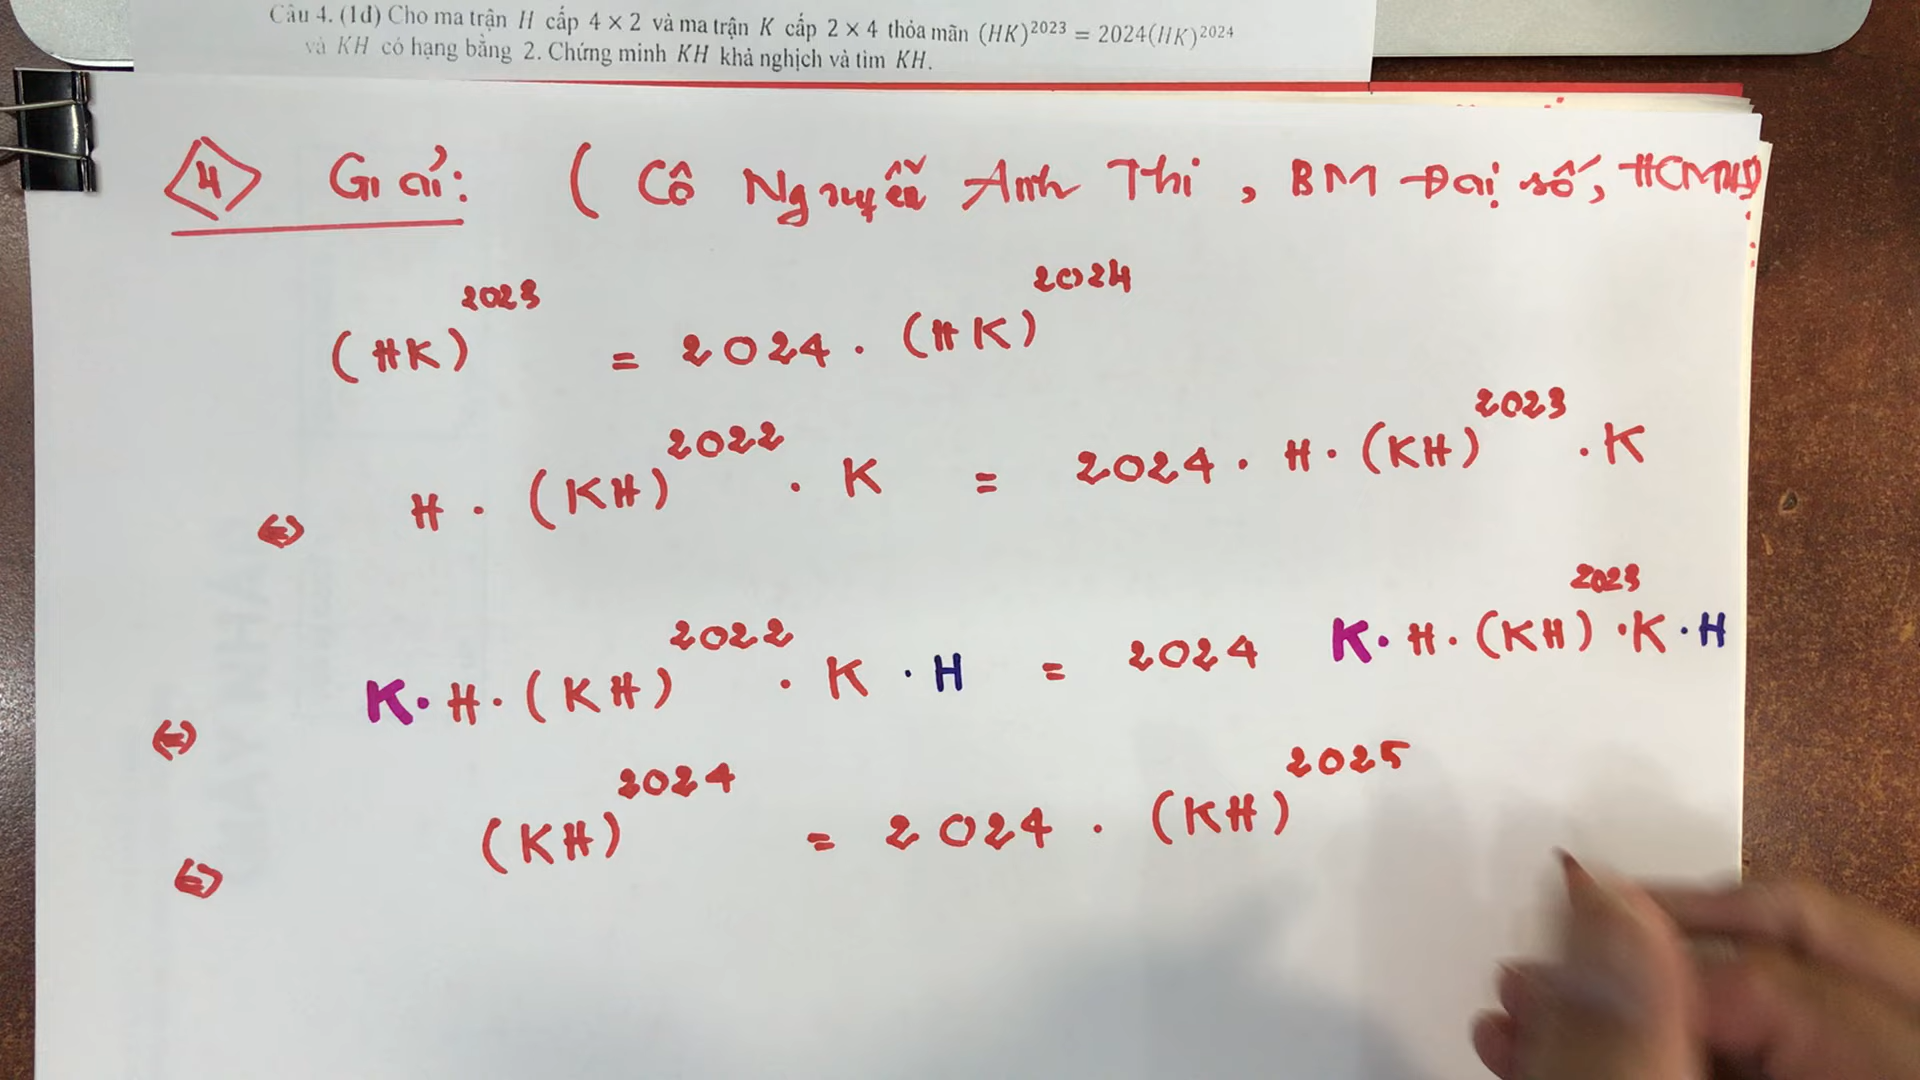 Câu 4. (1đ) Cho ma trận H cấp 4 × 2 và ma trận K cấp 2 × 4 thỏa mãn (HK)²⁰²³ = 2024(HK)²⁰²⁴
và KH có hạng bằng 2. Chứng minh KH khả nghịch và tìm KH.
4 Giải: ( Cô Nguyễn Anh Thi, BM Đại số,
(HK)²⁰²³ = 2024 · (HK)²⁰²⁴
⇔ H · (KH)²⁰²² · K = 2024 · H · (KH)²⁰²³ · K
⇔ K · H · (KH)²⁰²² · K · H = 2024 K · H · (KH)²⁰²³ · K · H
⇔ (KH)²⁰²⁴ = 2024 · (KH)²⁰²⁵